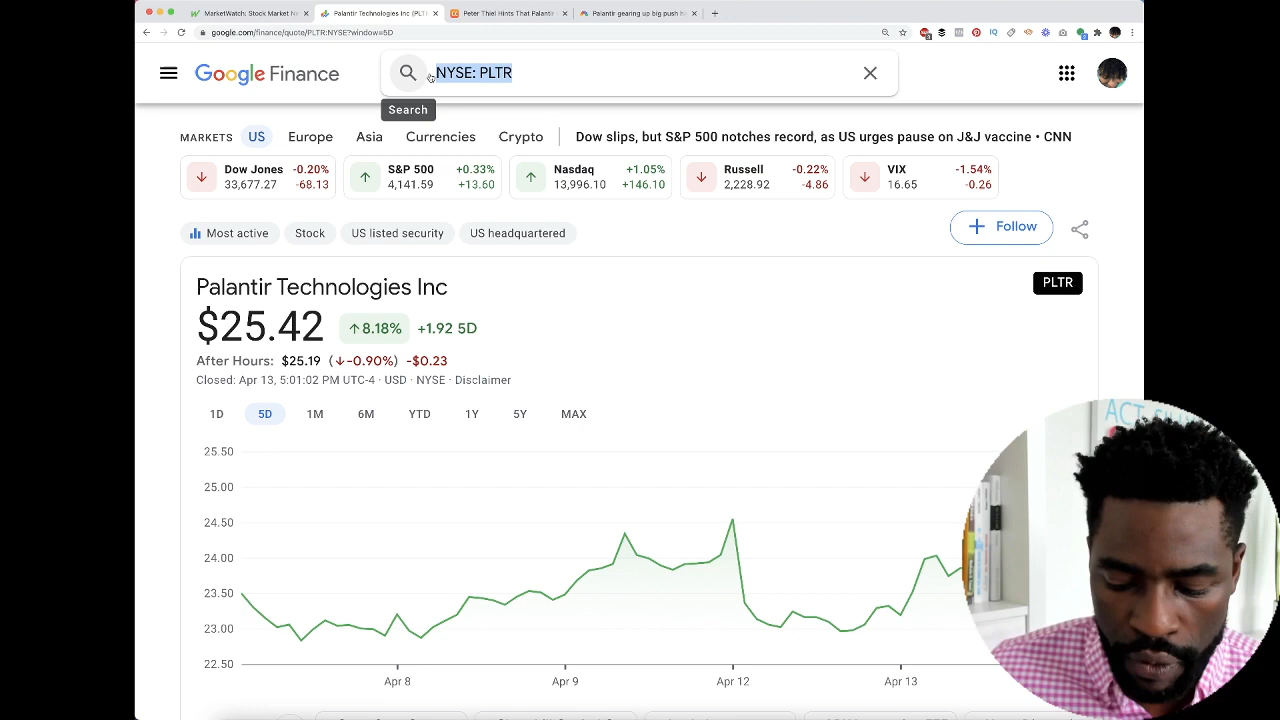 MarketWatch: Stock Market Ne
Palantir Technologies Inc (PLT
Peter Thiel Hints That Palantir
Palantir gearing up big push
google.com/finance/quote/PLTR:NYSE?window=5D
Google Finance
NYSE: PLTR
Search
MARKETS US Europe Asia Currencies Crypto
Dow slips, but S&P 500 notches record, as US urges pause on J&J vaccine • CNN
Dow Jones -0.20%
33,677.27 -68.13
S&P 500 +0.33%
4,141.59 +13.60
Nasdaq +1.05%
13,996.10 +146.10
Russell -0.22%
2,228.92 -4.86
VIX -1.54%
16.65 -0.26
Most active Stock US listed security US headquartered
Follow
Palantir Technologies Inc
PLTR
$25.42 ↑8.18% +1.92 5D
After Hours: $25.19 (↓-0.90%) -$0.23
Closed: Apr 13, 5:01:02 PM UTC-4 · USD · NYSE · Disclaimer
1D 5D 1M 6M YTD 1Y 5Y MAX
25.50
25.00
24.50
24.00
23.50
23.00
22.50
Apr 8 Apr 9 Apr 12 Apr 13